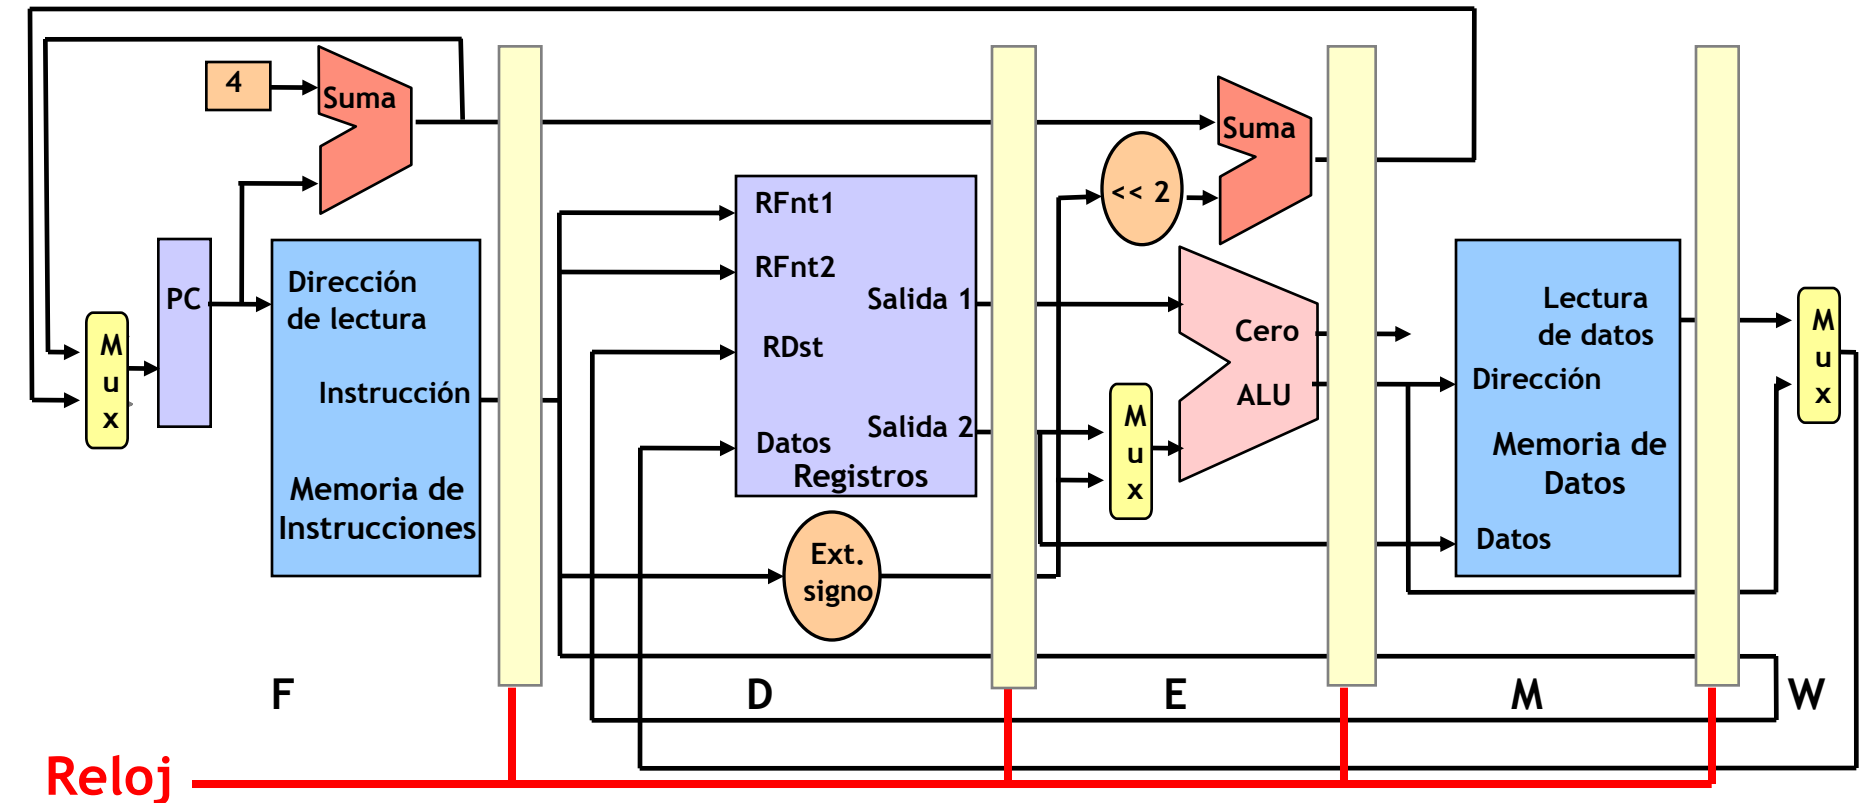 4
Suma
PC
M
u
x
Dirección
de lectura
Instrucción
Memoria de
Instrucciones
RFnt1
RFnt2
Salida 1
RDst
Salida 2
Datos
Registros
Ext.
signo
<< 2
Suma
Cero
ALU
M
u
x
Lectura
de datos
Dirección
Memoria de
Datos
Datos
M
u
x
F
D
E
M
W
Reloj